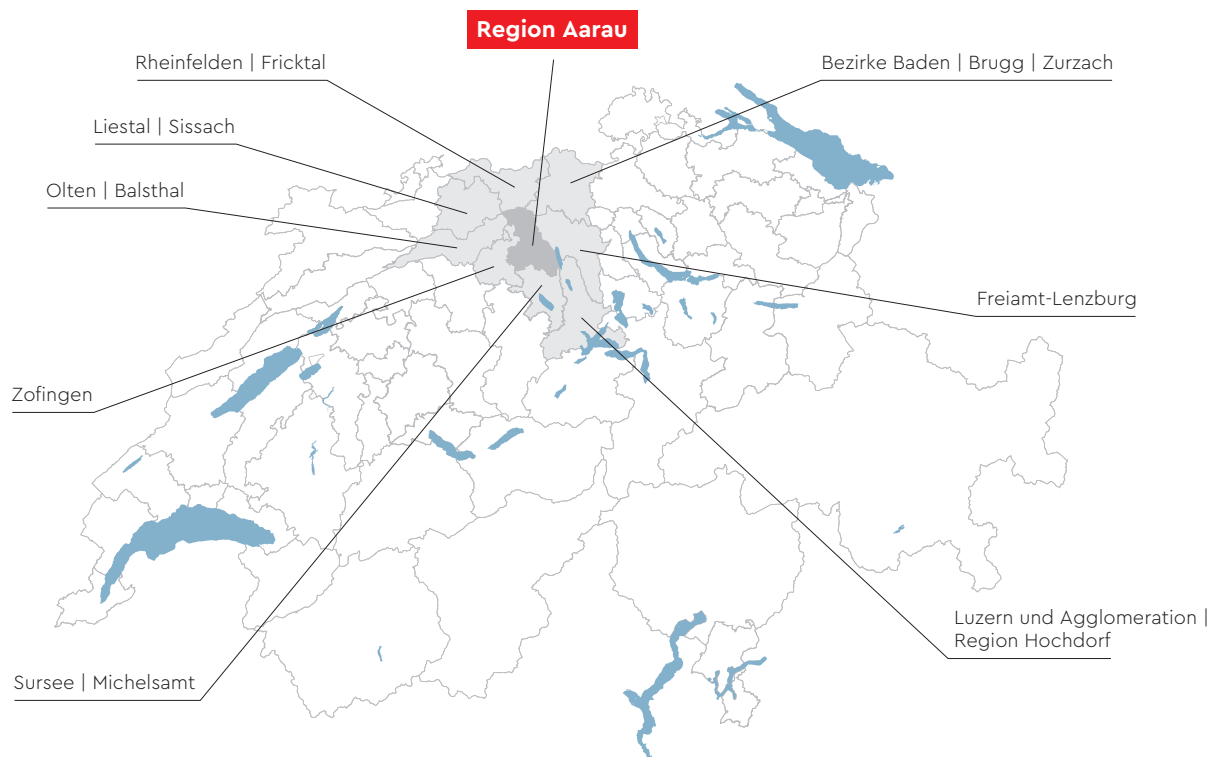 Region Aarau
Rheinfelden | Fricktal
Bezirke Baden | Brugg | Zurzach
Liestal | Sissach
Olten | Balsthal
Freiamt-Lenzburg
Zofingen
Luzern und Agglomeration |
Region Hochdorf
Sursee | Michelsamt